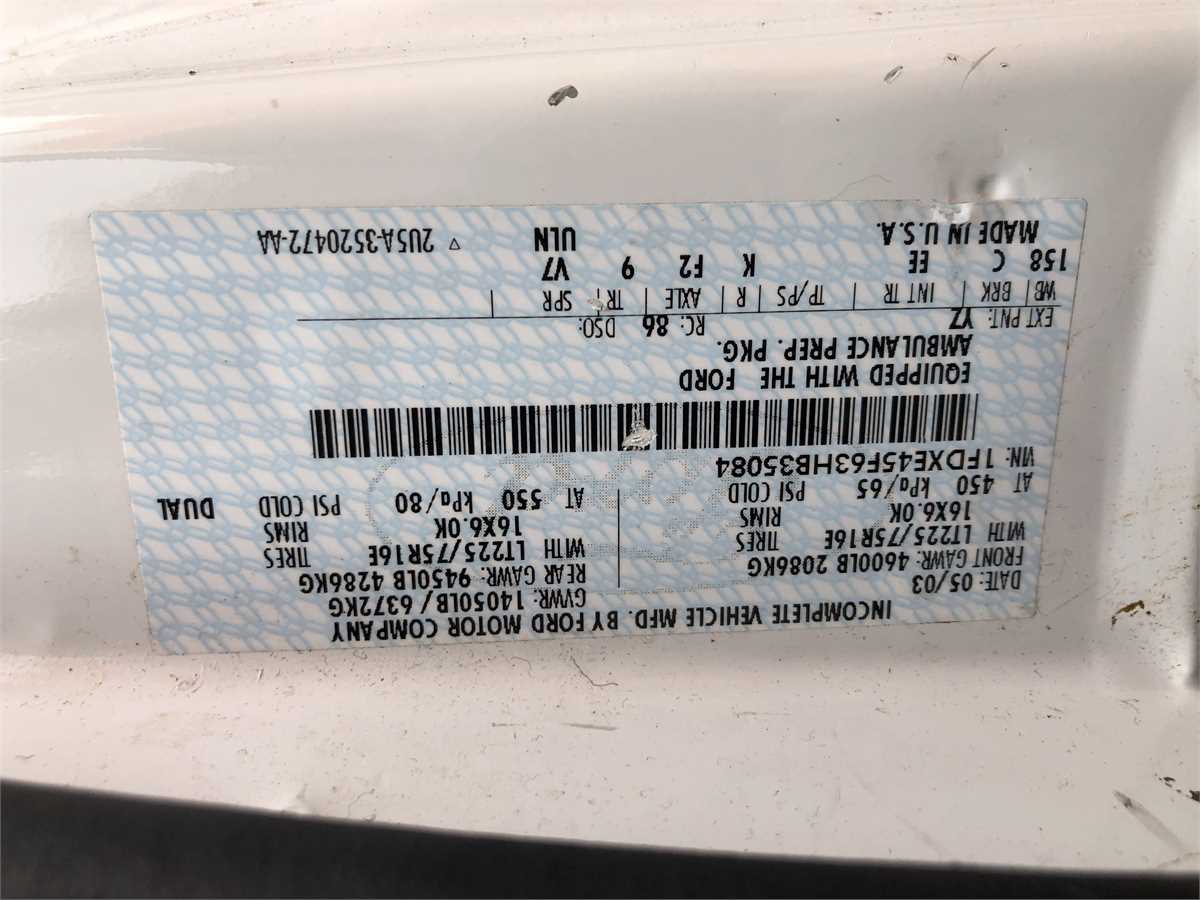 INCOMPLETE VEHICLE MFD. BY FORD MOTOR COMPANY
DATE: 05/03 GVWR: 14050LB / 6372KG
FRONT GAWR: 4600LB 2086KG REAR GAWR: 9450LB 4286KG
WITH LT225/75R16E TIRES WITH LT225/75R16E TIRES
16X6.0K RIMS 16X6.0K RIMS
AT 450 kPa/65 PSI COLD AT 550 kPa/80 PSI COLD DUAL
VIN: 1FDXE45F63HB35084
EQUIPPED WITH THE FORD
AMBULANCE PREP. PKG.
EXT PNT: YZ RC: 86 DSO:
WB BRK INT TR TP/PS R AXLE TR SPR
158 C EE K F2 9 V7
MADE IN U.S.A. ULN ▽ 2U5A-3520472-AA